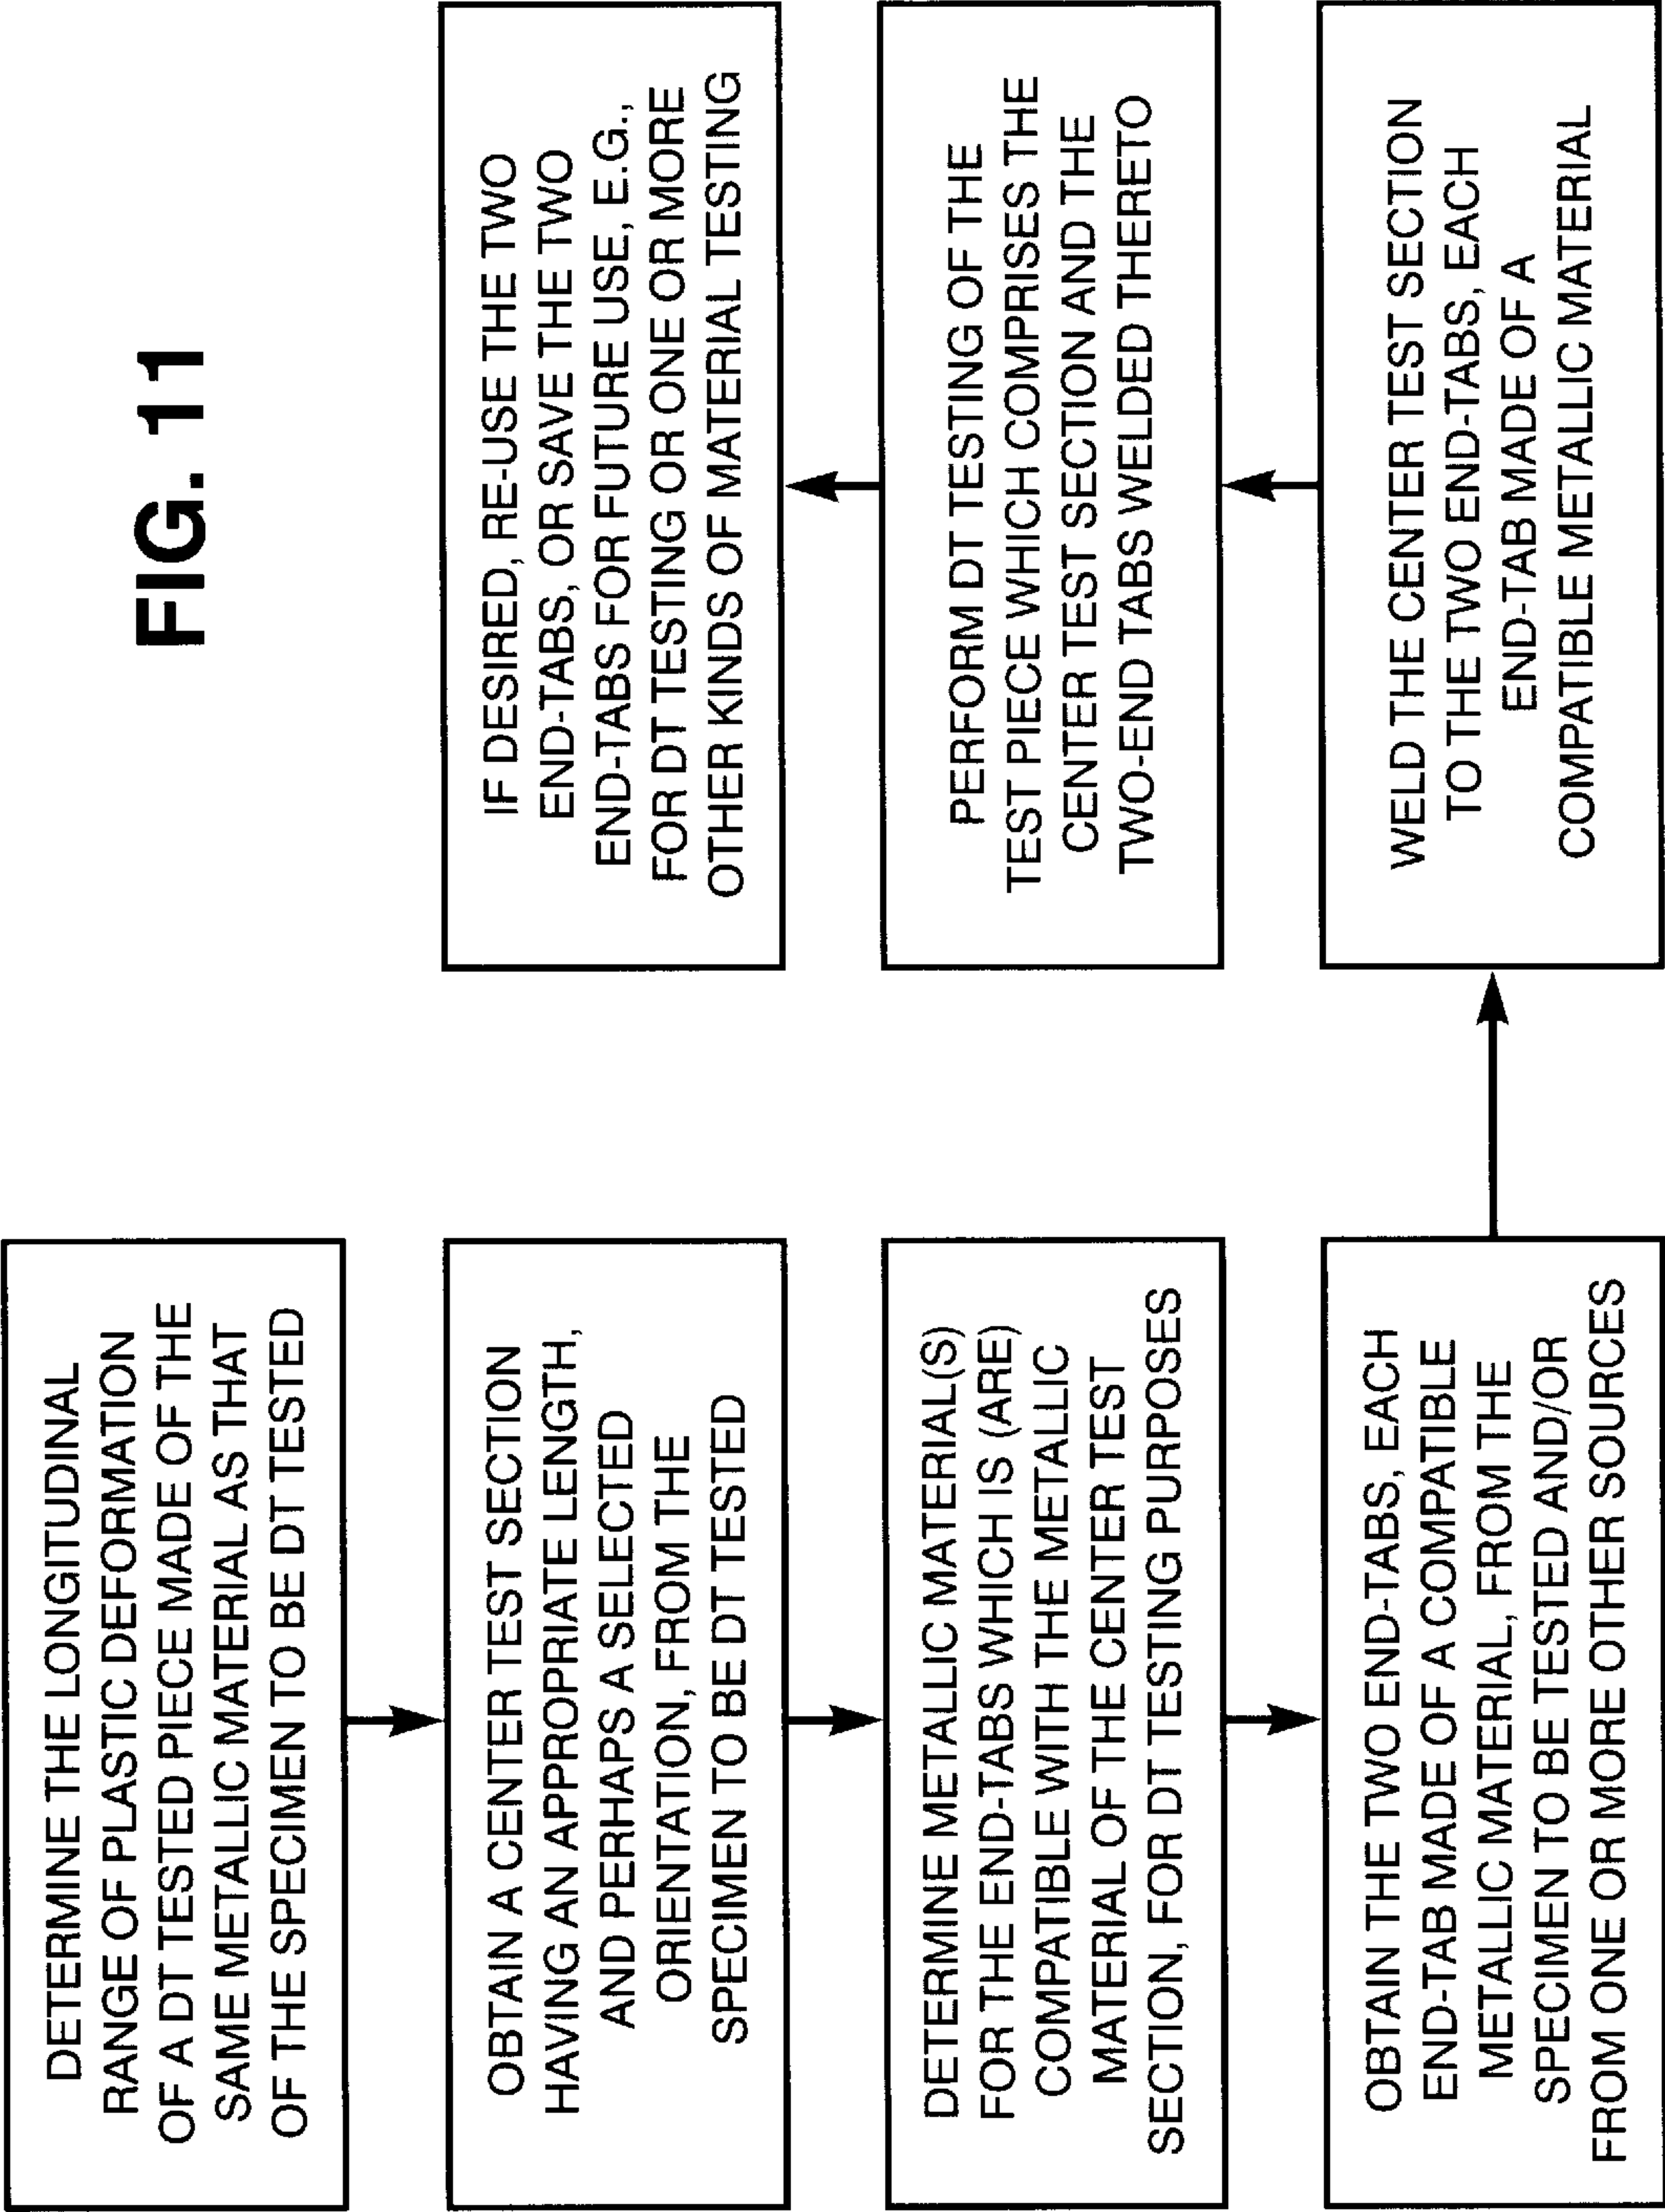 FIG. 11
DETERMINE THE LONGITUDINAL
RANGE OF PLASTIC DEFORMATION
OF A DT TESTED PIECE MADE OF THE
SAME METALLIC MATERIAL AS THAT
OF THE SPECIMEN TO BE DT TESTED
OBTAIN A CENTER TEST SECTION
HAVING AN APPROPRIATE LENGTH,
AND PERHAPS A SELECTED
ORIENTATION, FROM THE
SPECIMEN TO BE DT TESTED
DETERMINE METALLIC MATERIAL(S)
FOR THE END-TABS WHICH IS (ARE)
COMPATIBLE WITH THE METALLIC
MATERIAL OF THE CENTER TEST
SECTION, FOR DT TESTING PURPOSES
OBTAIN THE TWO END-TABS, EACH
END-TAB MADE OF A COMPATIBLE
METALLIC MATERIAL, FROM THE
SPECIMEN TO BE TESTED AND/OR
FROM ONE OR MORE OTHER SOURCES
WELD THE CENTER TEST SECTION
TO THE TWO END-TABS, EACH
END-TAB MADE OF A
COMPATIBLE METALLIC MATERIAL
PERFORM DT TESTING OF THE
TEST PIECE WHICH COMPRISES THE
CENTER TEST SECTION AND THE
TWO-END TABS WELDED THERETO
IF DESIRED, RE-USE THE TWO
END-TABS, OR SAVE THE TWO
END-TABS FOR FUTURE USE, E.G.,
FOR DT TESTING OR ONE OR MORE
OTHER KINDS OF MATERIAL TESTING